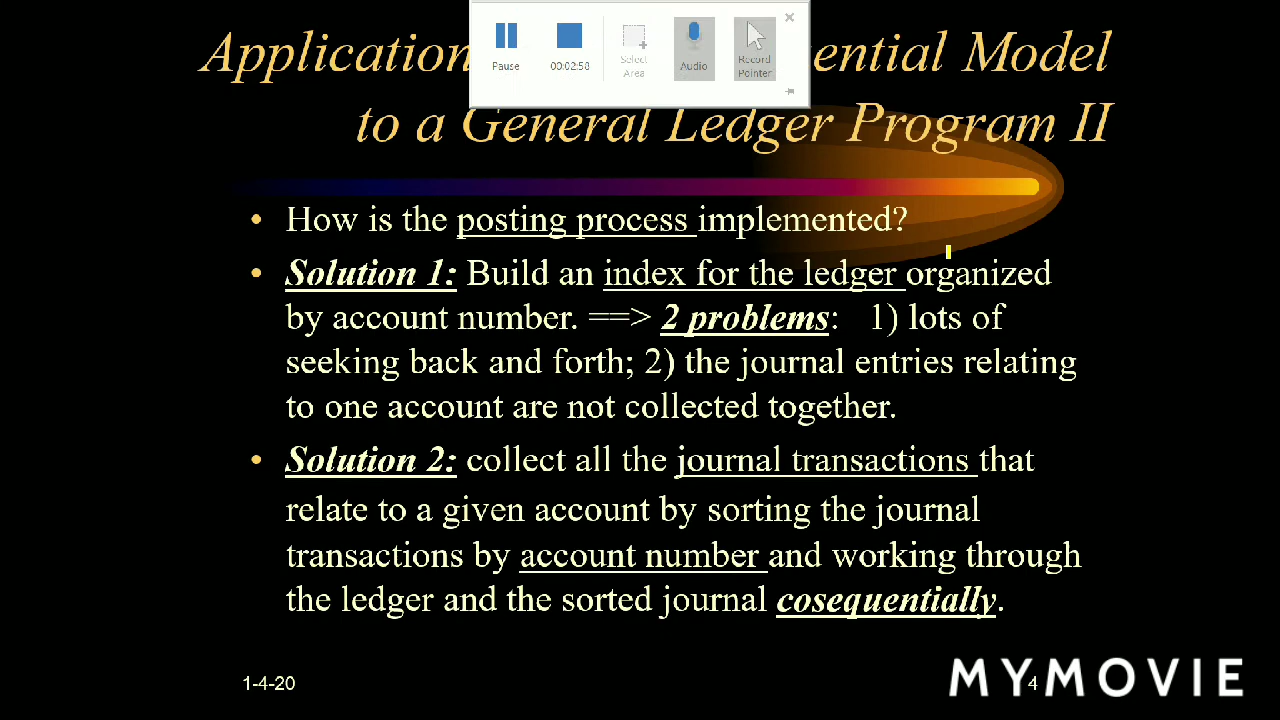 Application
ential Model
to a General Ledger Program II
Pause
00:02:58
Select
Area
Audio
Record
Pointer
• How is the posting process implemented?
• Solution 1: Build an index for the ledger organized
by account number. ==> 2 problems: 1) lots of
seeking back and forth; 2) the journal entries relating
to one account are not collected together.
• Solution 2: collect all the journal transactions that
relate to a given account by sorting the journal
transactions by account number and working through
the ledger and the sorted journal cosequentially.
1-4-20
4
MYMOVIE